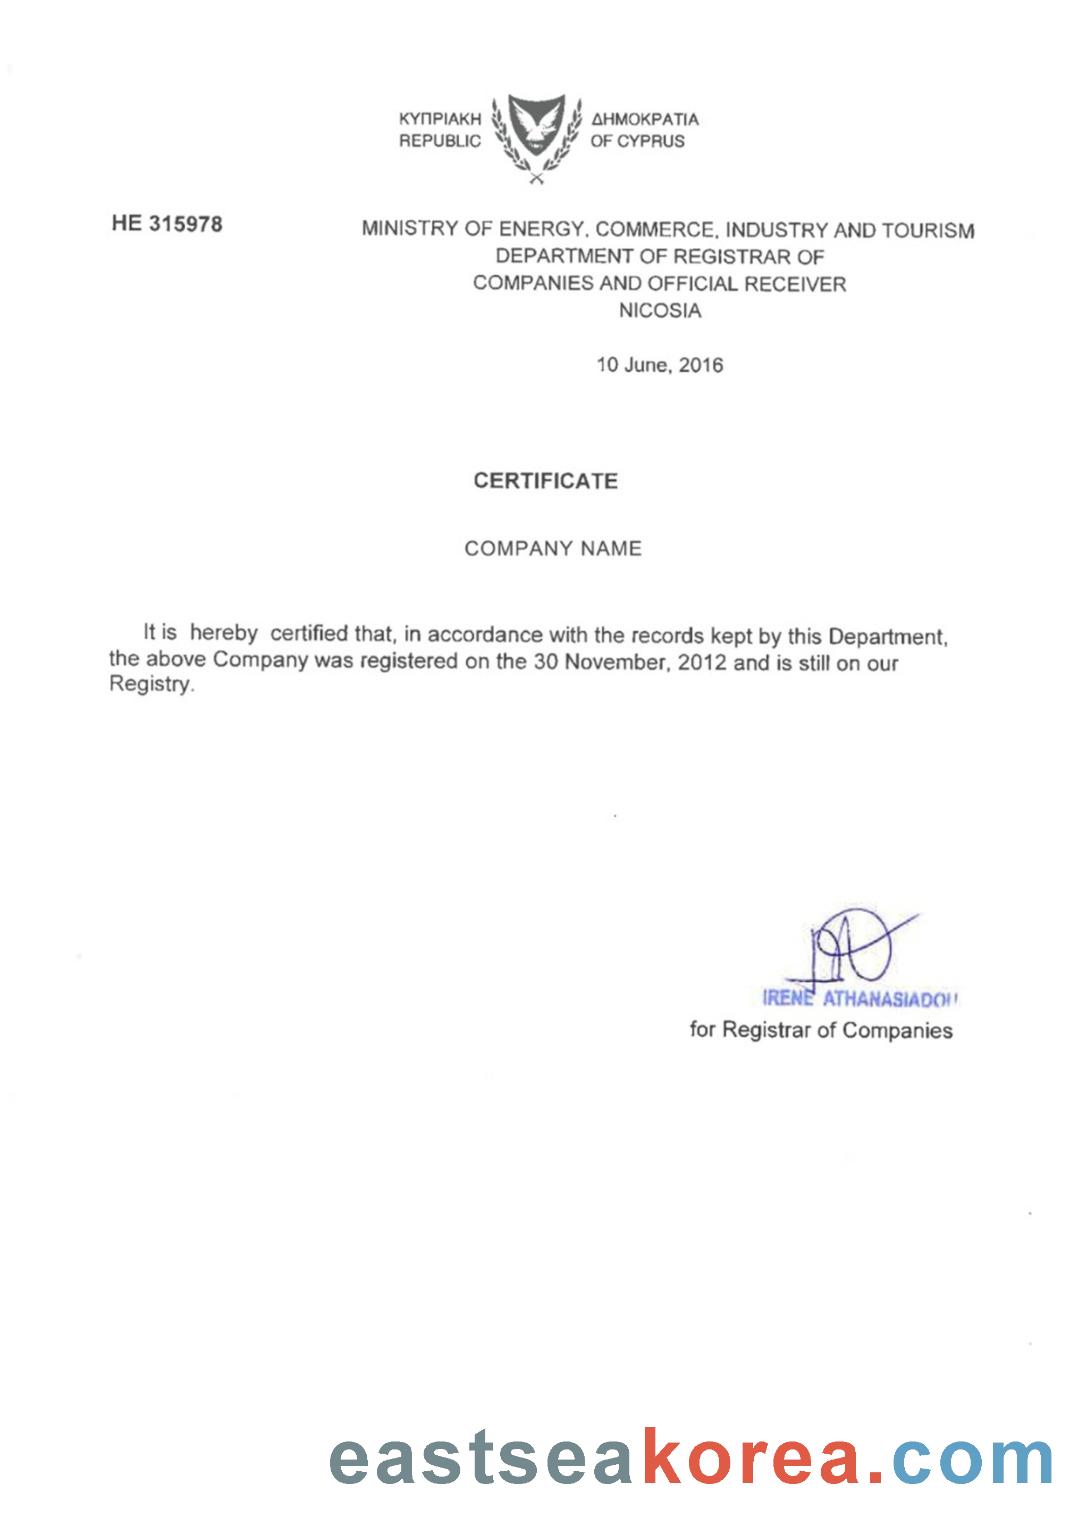 ΚΥΠΡΙΑΚΗ ΔΗΜΟΚΡΑΤΙΑ
REPUBLIC OF CYPRUS
HE 315978
MINISTRY OF ENERGY, COMMERCE, INDUSTRY AND TOURISM
DEPARTMENT OF REGISTRAR OF
COMPANIES AND OFFICIAL RECEIVER
NICOSIA
10 June, 2016
CERTIFICATE
COMPANY NAME
It is hereby certified that, in accordance with the records kept by this Department,
the above Company was registered on the 30 November, 2012 and is still on our
Registry.
IRENE ATHANASIADOU
for Registrar of Companies
eastseakorea.com